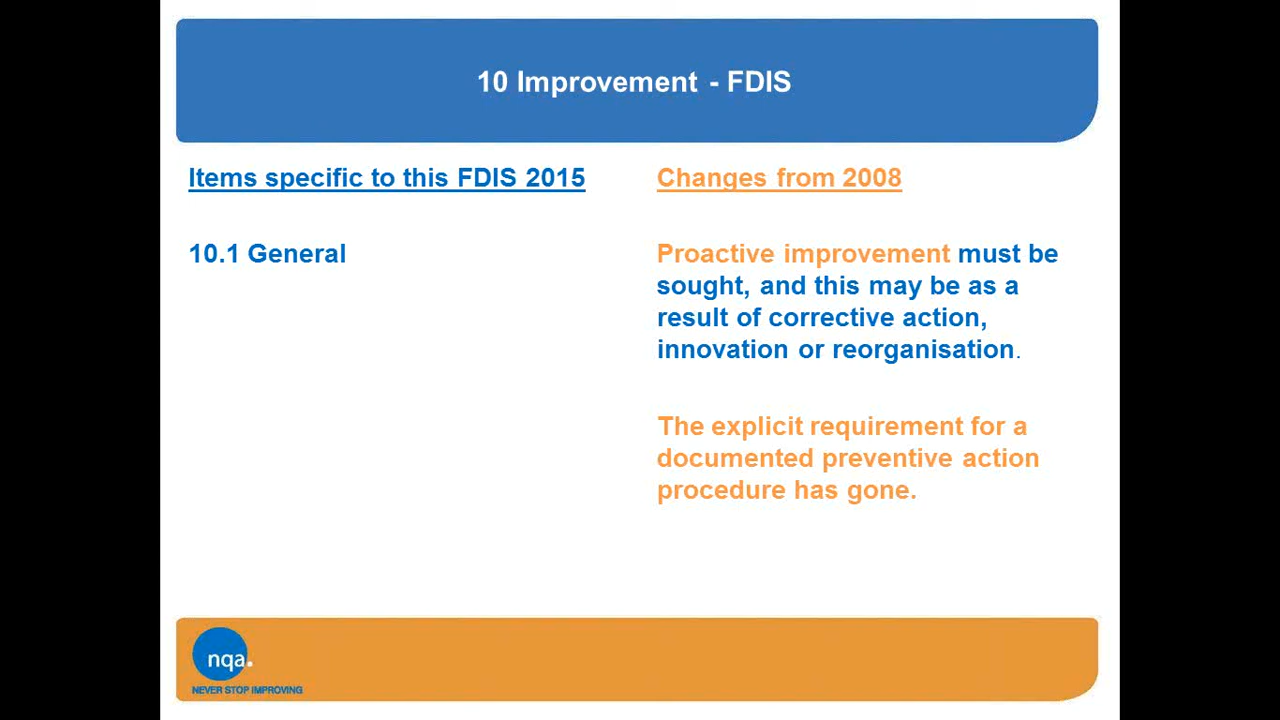 10 Improvement - FDIS
Items specific to this FDIS 2015
Changes from 2008
10.1 General
Proactive improvement must be
sought, and this may be as a
result of corrective action,
innovation or reorganisation.
The explicit requirement for a
documented preventive action
procedure has gone.
nqa.
NEVER STOP IMPROVING